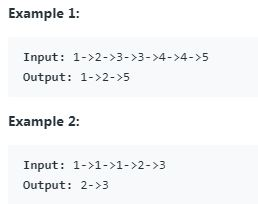 Example 1:
Input: 1->2->3->3->4->4->5
Output: 1->2->5
Example 2:
Input: 1->1->1->2->3
Output: 2->3